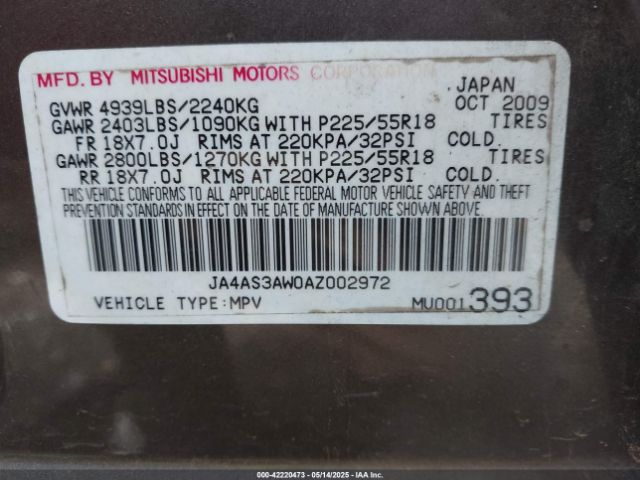 MFD. BY MITSUBISHI MOTORS CORPORATION
JAPAN
GVWR 4939LBS/2240KG OCT 2009
GAWR 2403LBS/1090KG WITH P225/55R18 TIRES
FR 18X7.0J RIMS AT 220KPA/32PSI COLD.
GAWR 2800LBS/1270KG WITH P225/55R18 TIRES
RR 18X7.0J RIMS AT 220KPA/32PSI COLD.
THIS VEHICLE CONFORMS TO ALL APPLICABLE FEDERAL MOTOR VEHICLE SAFETY AND THEFT
PREVENTION STANDARDS IN EFFECT ON THE DATE OF MANUFACTURE SHOWN ABOVE.
JA4AS3AW0AZ002972
VEHICLE TYPE:MPV MU001393
000-42220473 - 05/14/2025 - IAA Inc.